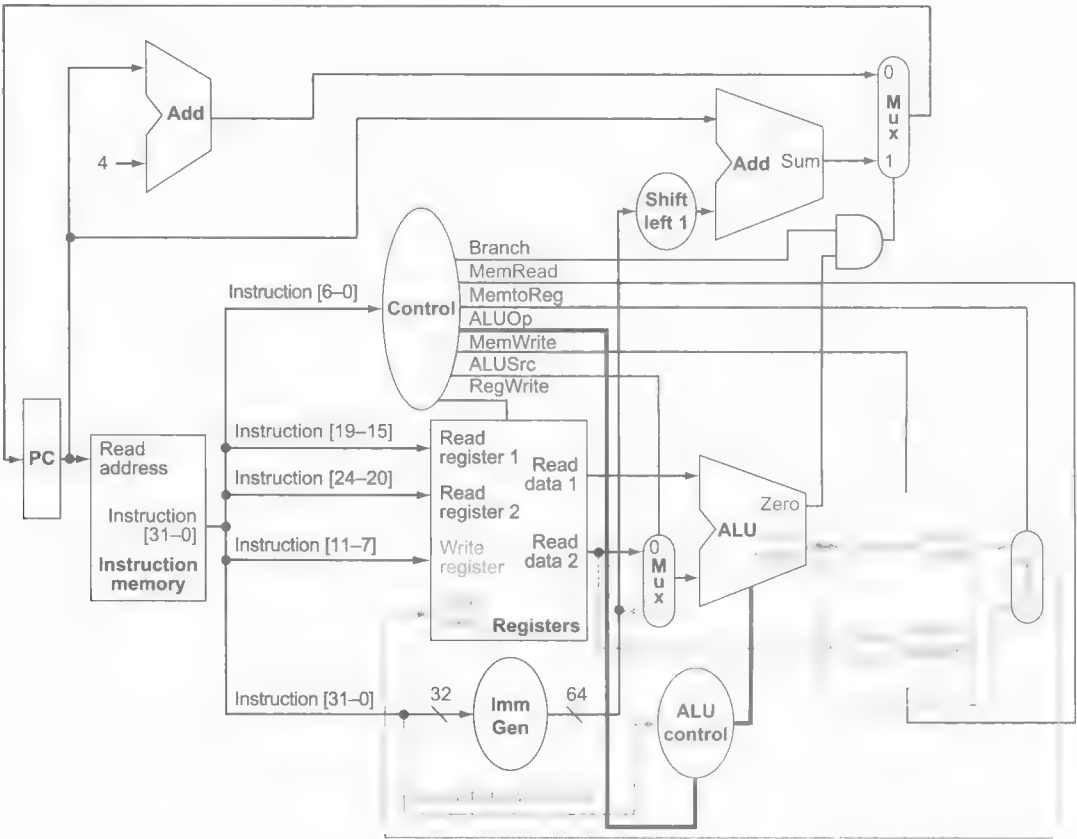 Add
4
0
Mux
1
Add Sum
Shift
left 1
Branch
MemRead
MemtoReg
ALUOp
MemWrite
ALUSrc
RegWrite
Control
Instruction [6–0]
PC
Read
address
Instruction
[31–0]
Instruction
memory
Instruction [19–15]
Instruction [24–20]
Instruction [11–7]
Read
register 1
Read
data 1
Read
register 2
Write
register
Read
data 2
Registers
0
Mux
Zero
ALU
Instruction [31–0]
32
Imm
Gen
64
ALU
control